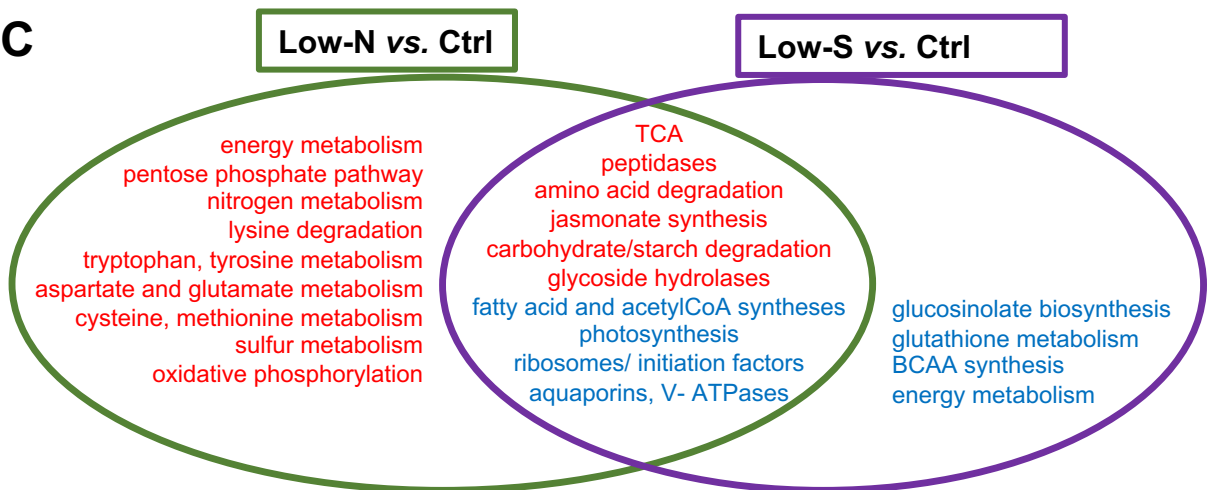 C
Low-N vs. Ctrl
Low-S vs. Ctrl
energy metabolism
pentose phosphate pathway
nitrogen metabolism
lysine degradation
tryptophan, tyrosine metabolism
aspartate and glutamate metabolism
cysteine, methionine metabolism
sulfur metabolism
oxidative phosphorylation
TCA
peptidases
amino acid degradation
jasmonate synthesis
carbohydrate/starch degradation
glycoside hydrolases
fatty acid and acetylCoA syntheses
photosynthesis
ribosomes/ initiation factors
aquaporins, V- ATPases
glucosinolate biosynthesis
glutathione metabolism
BCAA synthesis
energy metabolism